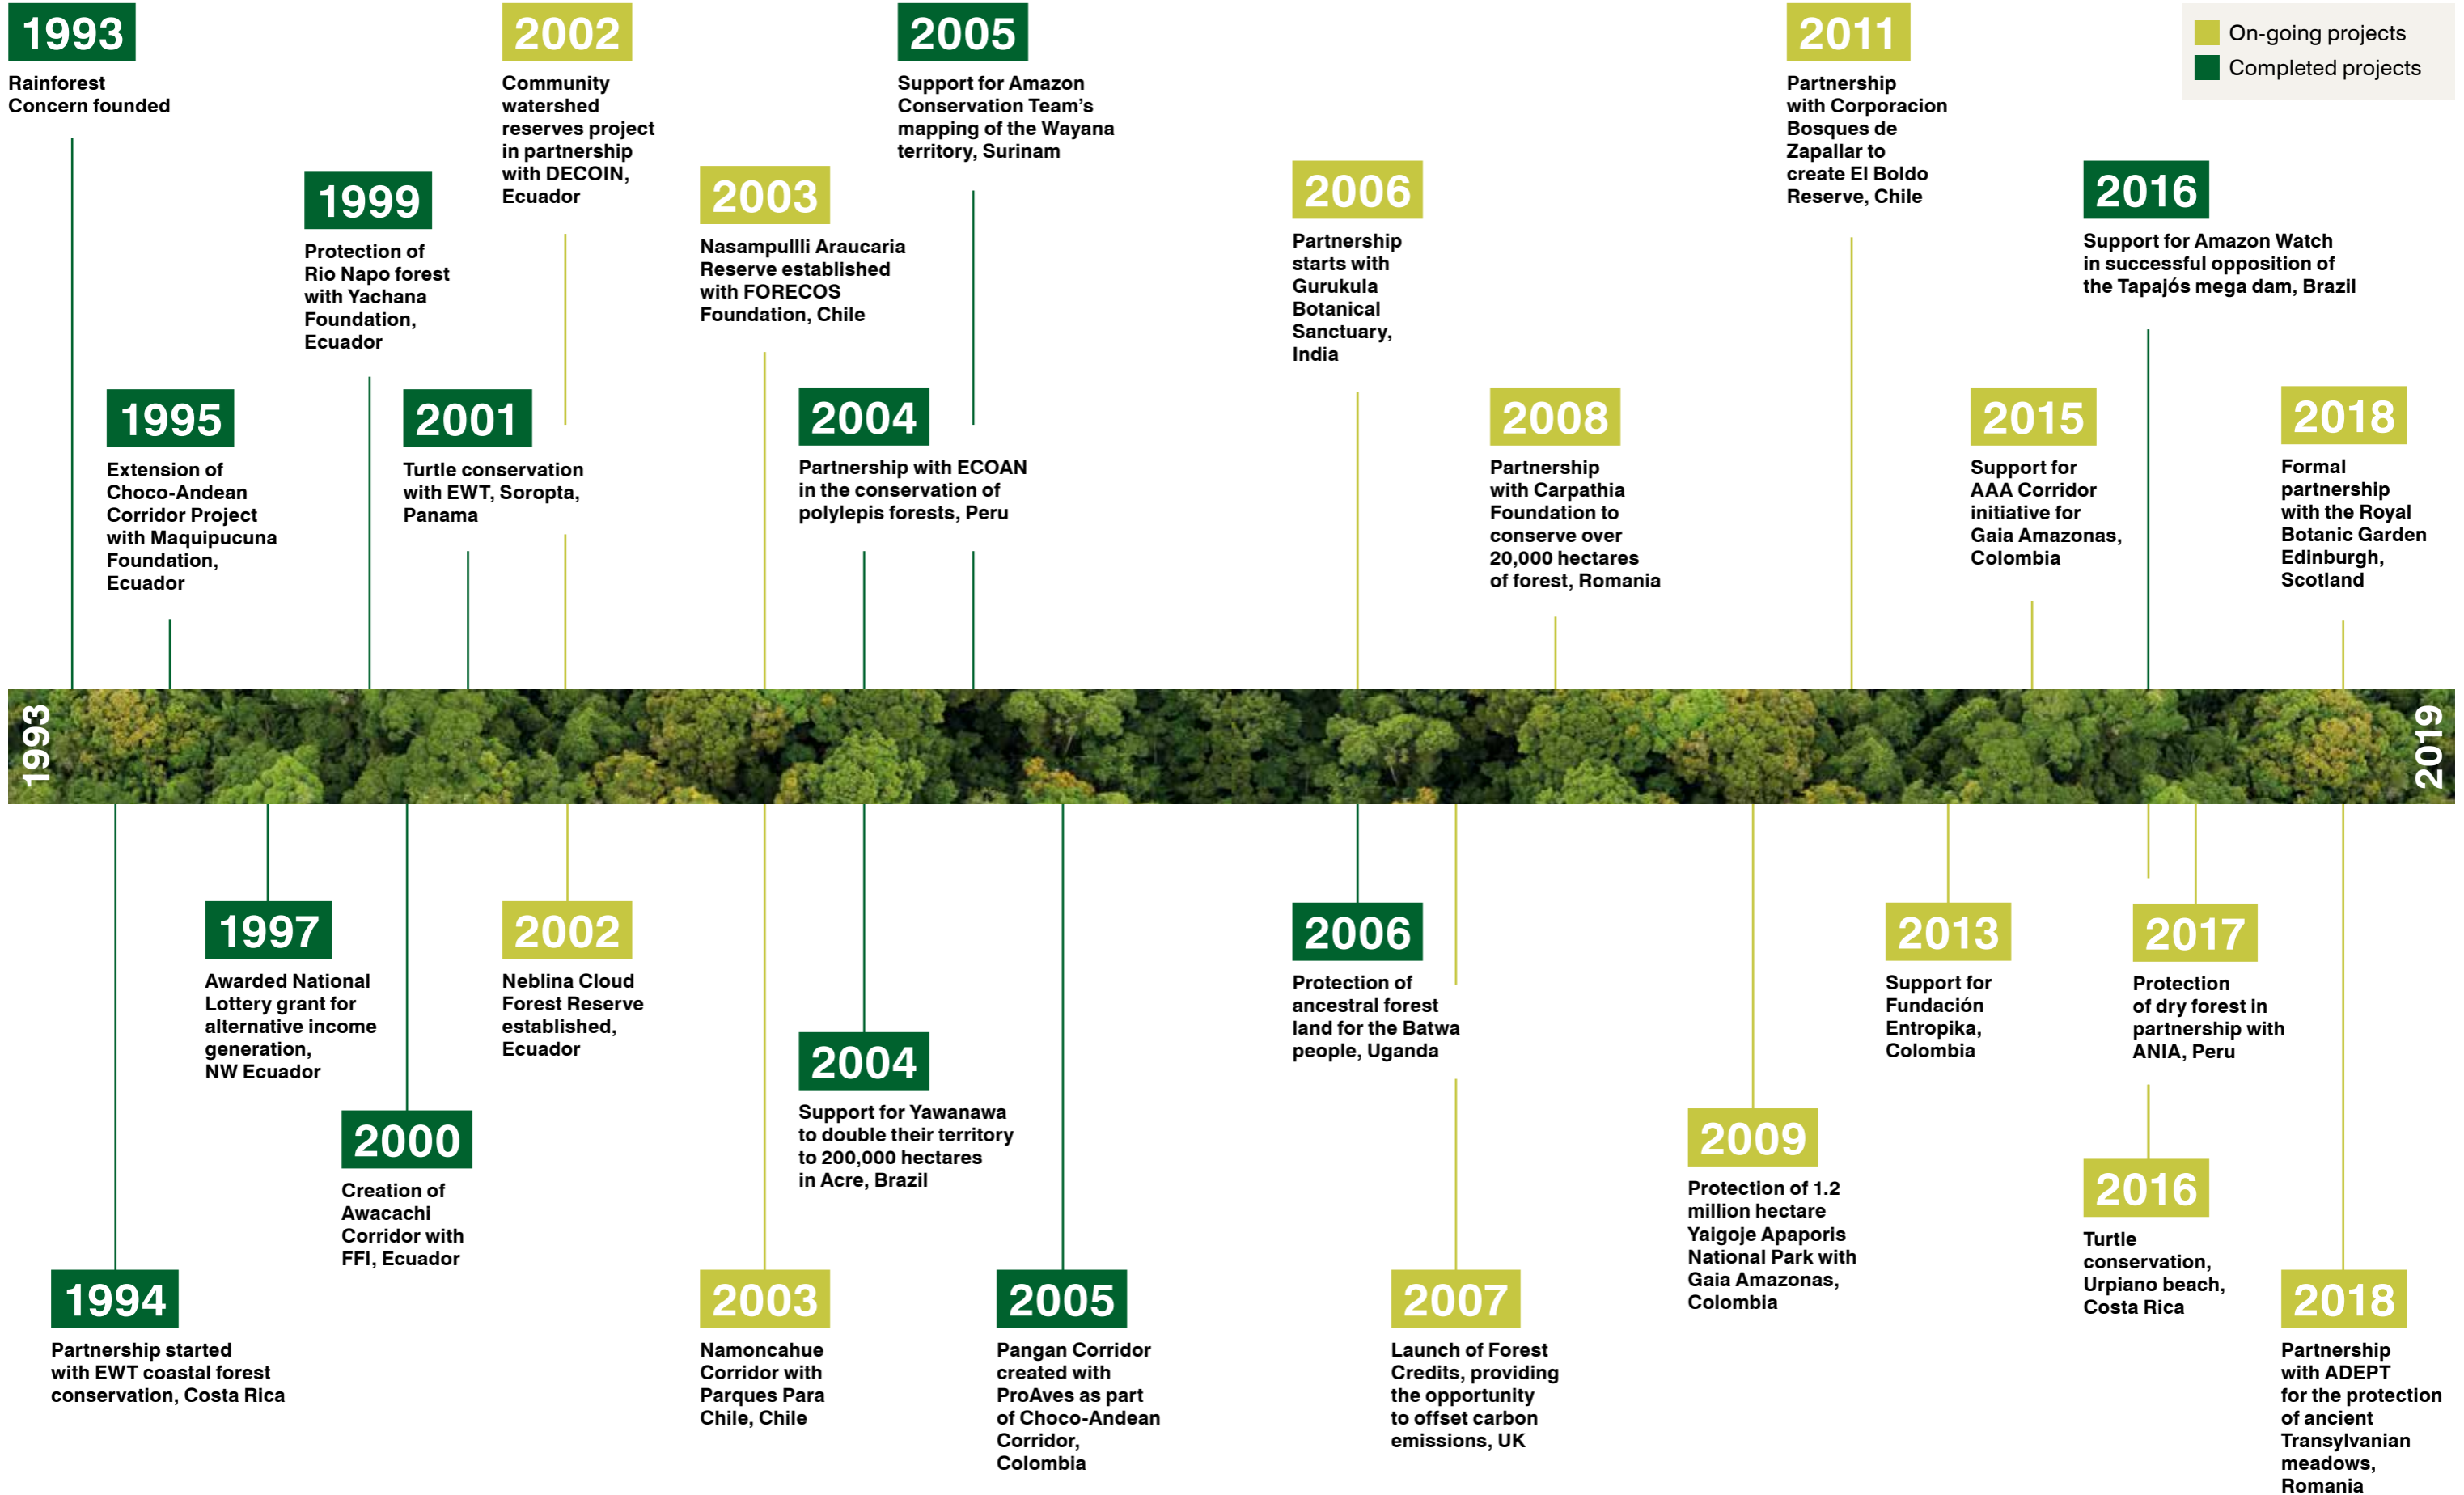 1993
Rainforest
Concern founded
1995
Extension of
Choco-Andean
Corridor Project
with Maquipucuna
Foundation,
Ecuador
1999
Protection of
Rio Napo forest
with Yachana
Foundation,
Ecuador
2001
Turtle conservation
with EWT, Soropta,
Panama
2002
Community
watershed
reserves project
in partnership
with DECOIN,
Ecuador
2003
Nasampullli Araucaria
Reserve established
with FORECOS
Foundation, Chile
2004
Partnership with ECOAN
in the conservation of
polylepis forests, Peru
2005
Support for Amazon
Conservation Team's
mapping of the Wayana
territory, Surinam
2006
Partnership
starts with
Gurukula
Botanical
Sanctuary,
India
2008
Partnership
with Carpathia
Foundation to
conserve over
20,000 hectares
of forest, Romania
2011
Partnership
with Corporacion
Bosques de
Zapallar to
create El Boldo
Reserve, Chile
2015
Support for
AAA Corridor
initiative for
Gaia Amazonas,
Colombia
2016
Support for Amazon Watch
in successful opposition of
the Tapajós mega dam, Brazil
2018
Formal
partnership
with the Royal
Botanic Garden
Edinburgh,
Scotland
On-going projects
Completed projects
1993
2019
1994
Partnership started
with EWT coastal forest
conservation, Costa Rica
1997
Awarded National
Lottery grant for
alternative income
generation,
NW Ecuador
2000
Creation of
Awacachi
Corridor with
FFI, Ecuador
2002
Neblina Cloud
Forest Reserve
established,
Ecuador
2003
Namoncahue
Corridor with
Parques Para
Chile, Chile
2004
Support for Yawanawa
to double their territory
to 200,000 hectares
in Acre, Brazil
2005
Pangan Corridor
created with
ProAves as part
of Choco-Andean
Corridor,
Colombia
2006
Protection of
ancestral forest
land for the Batwa
people, Uganda
2007
Launch of Forest
Credits, providing
the opportunity
to offset carbon
emissions, UK
2009
Protection of 1.2
million hectare
Yaigoje Apaporis
National Park with
Gaia Amazonas,
Colombia
2013
Support for
Fundación
Entropika,
Colombia
2016
Turtle
conservation,
Urpiano beach,
Costa Rica
2017
Protection
of dry forest in
partnership with
ANIA, Peru
2018
Partnership
with ADEPT
for the protection
of ancient
Transylvanian
meadows,
Romania